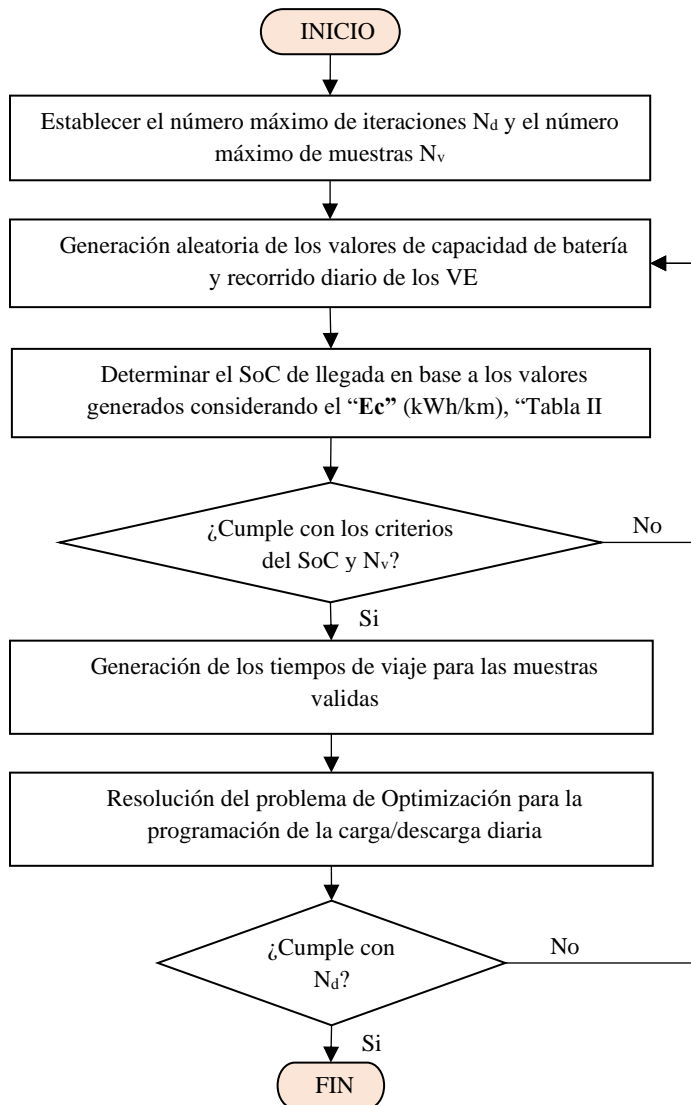 INICIO
Establecer el número máximo de iteraciones Nd y el número
máximo de muestras Nv
Generación aleatoria de los valores de capacidad de batería
y recorrido diario de los VE
Determinar el SoC de llegada en base a los valores
generados considerando el “Ec” (kWh/km), “Tabla II
¿Cumple con los criterios
del SoC y Nv?
No
Si
Generación de los tiempos de viaje para las muestras
validas
Resolución del problema de Optimización para la
programación de la carga/descarga diaria
¿Cumple con
Nd?
No
Si
FIN